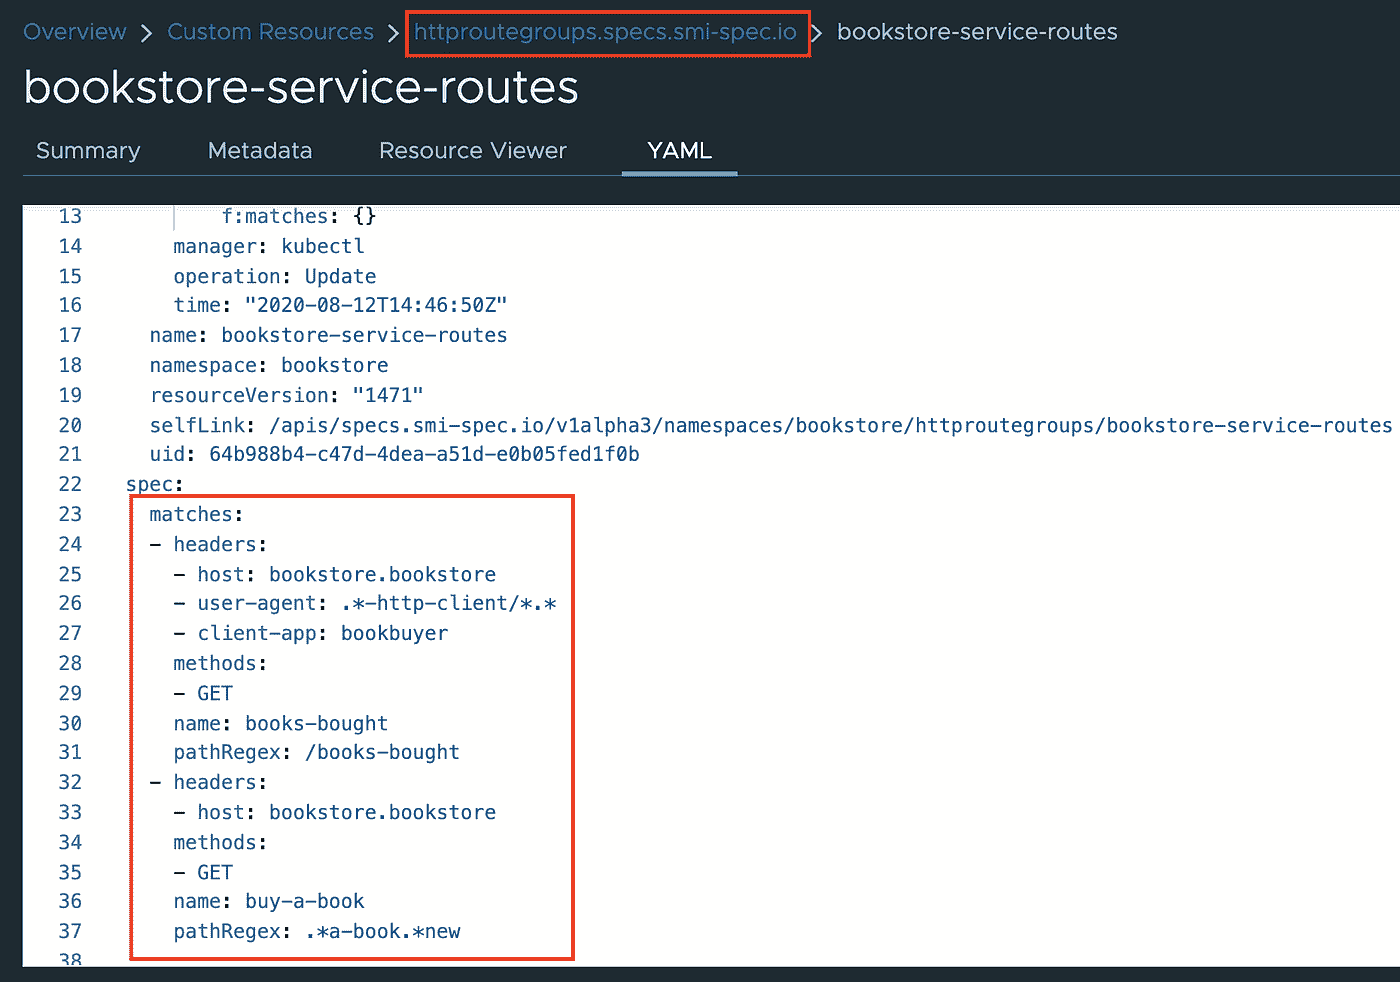 Overview > Custom Resources > httproutegroups.specs.smi-spec.io > bookstore-service-routes
bookstore-service-routes
Summary Metadata Resource Viewer YAML
13 f:matches: {}
14 manager: kubectl
15 operation: Update
16 time: "2020-08-12T14:46:50Z"
17 name: bookstore-service-routes
18 namespace: bookstore
19 resourceVersion: "1471"
20 selfLink: /apis/specs.smi-spec.io/v1alpha3/namespaces/bookstore/httproutegroups/bookstore-service-routes
21 uid: 64b988b4-c47d-4dea-a51d-e0b05fed1f0b
22 spec:
23 matches:
24 - headers:
25 - host: bookstore.bookstore
26 - user-agent: .*-http-client/*.*
27 - client-app: bookbuyer
28 methods:
29 - GET
30 name: books-bought
31 pathRegex: /books-bought
32 - headers:
33 - host: bookstore.bookstore
34 methods:
35 - GET
36 name: buy-a-book
37 pathRegex: .*a-book.*new
38